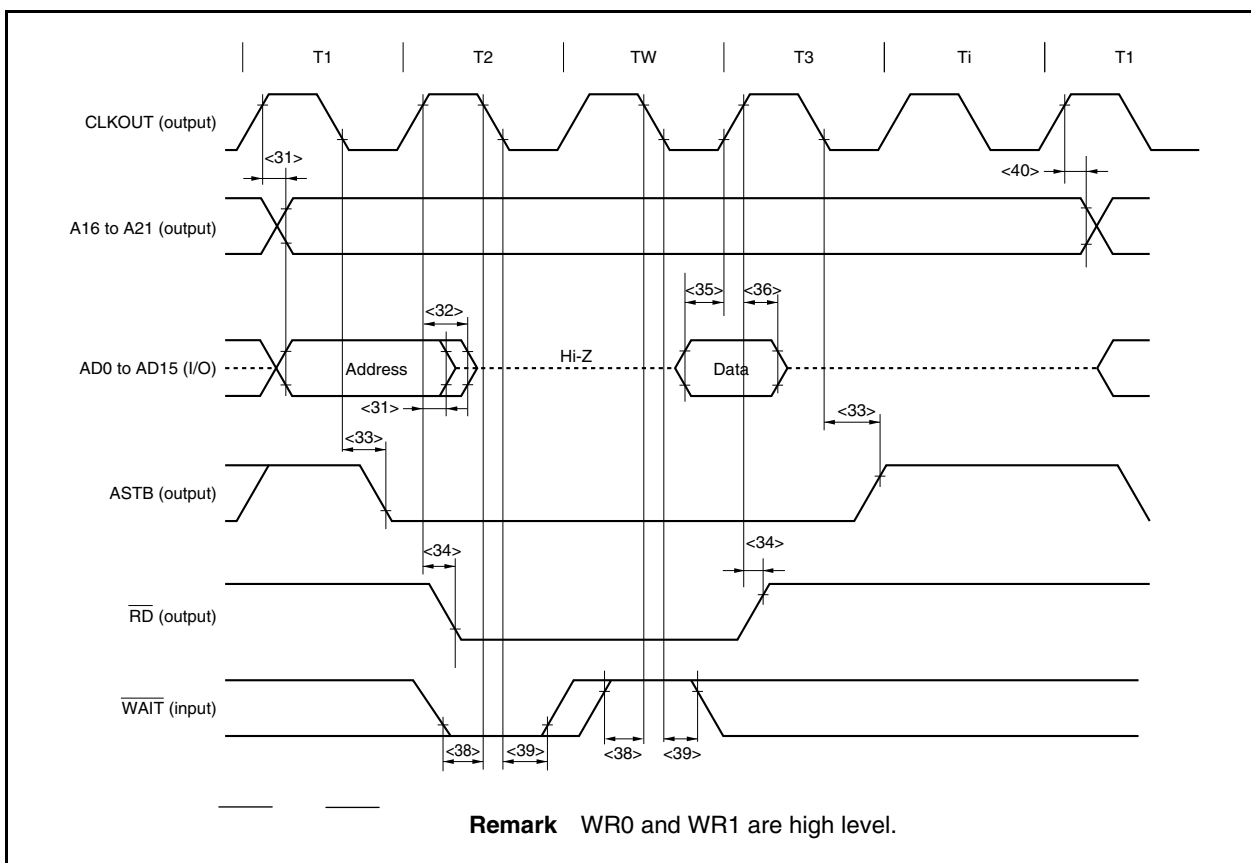 T1 T2 TW T3 Ti T1
CLKOUT (output)
<31>
<40>
A16 to A21 (output)
<35> <36>
<32>
AD0 to AD15 (I/O)
Address
Hi-Z
Data
<31>
<33>
<33>
ASTB (output)
<34>
<34>
RD (output)
WAIT (input)
<38> <39> <38> <39>
Remark WR0 and WR1 are high level.